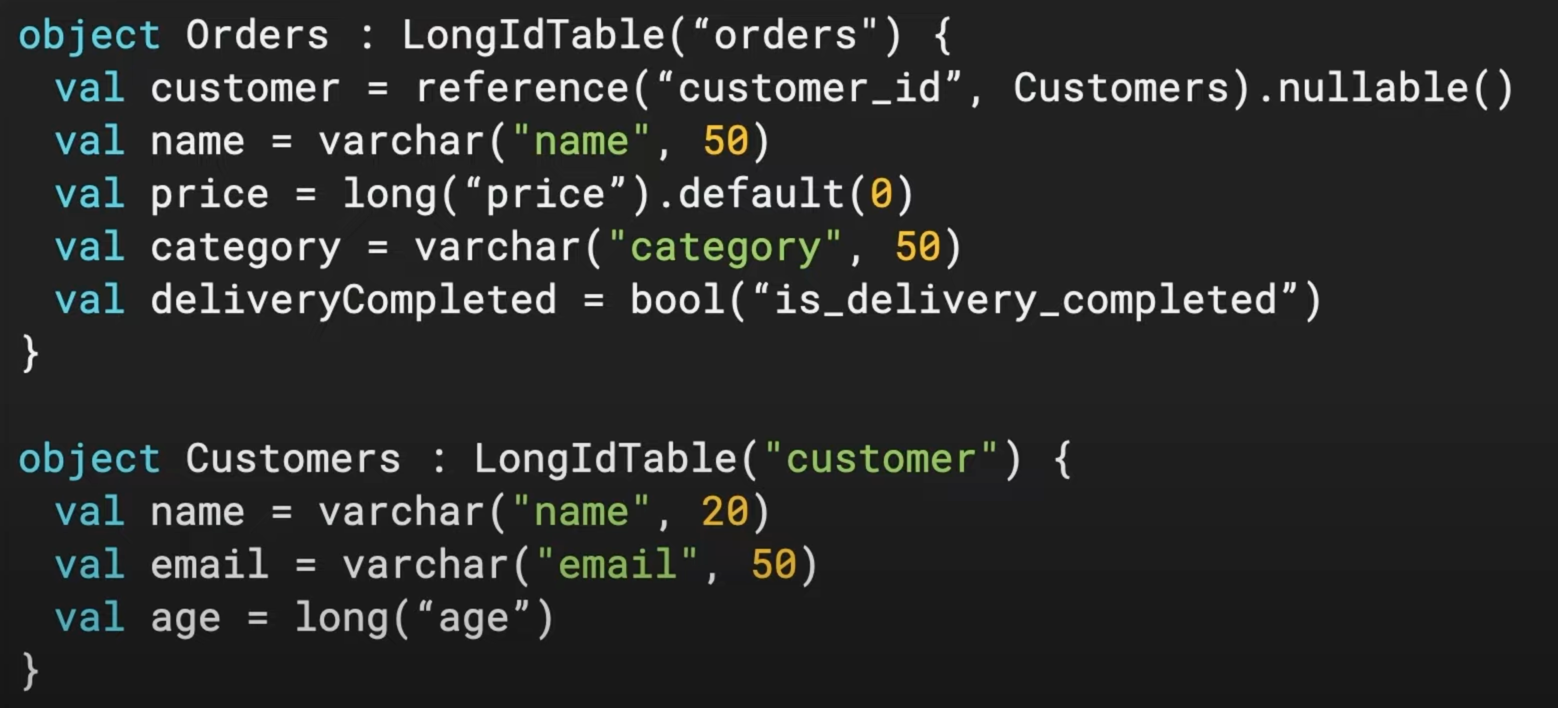 object Orders : LongIdTable(“orders") {
  val customer = reference(“customer_id”, Customers).nullable()
  val name = varchar("name", 50)
  val price = long(“price”).default(0)
  val category = varchar("category", 50)
  val deliveryCompleted = bool(“is_delivery_completed”)
}
object Customers : LongIdTable("customer") {
  val name = varchar("name", 20)
  val email = varchar("email", 50)
  val age = long(“age”)
}